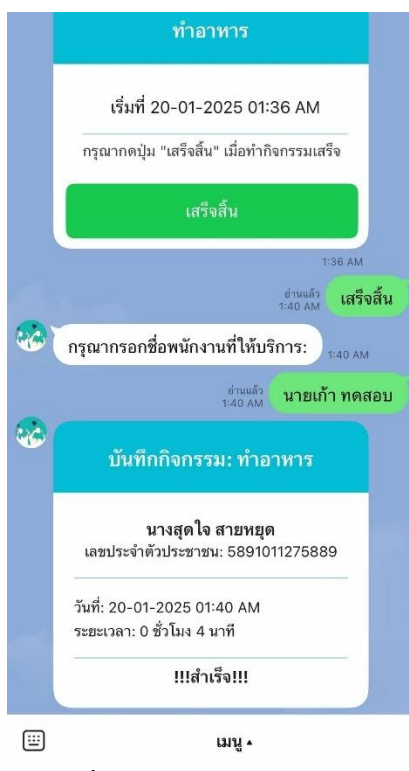 ทำอาหาร
เริ่มที่ 20-01-2025 01:36 AM
กรุณากดปุ่ม "เสร็จสิ้น" เมื่อทำกิจกรรมเสร็จ
เสร็จสิ้น
1:36 AM
อ่านแล้ว
1:40 AM
เสร็จสิ้น
กรุณากรอกชื่อพนักงานที่ให้บริการ:
1:40 AM
อ่านแล้ว
1:40 AM
นายเก้า ทดสอบ
บันทึกกิจกรรม: ทำอาหาร
นางสุดใจ สายหยุด
เลขประจำตัวประชาชน: 5891011275889
วันที่: 20-01-2025 01:40 AM
ระยะเวลา: 0 ชั่วโมง 4 นาที
!!!สำเร็จ!!!
เมนู